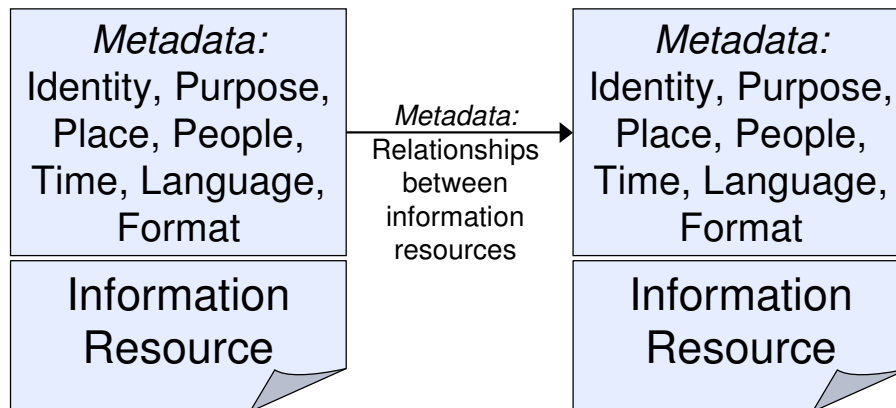 Metadata:
Identity, Purpose,
Place, People,
Time, Language,
Format
Information
Resource
Metadata:
Relationships
between
information
resources
Metadata:
Identity, Purpose,
Place, People,
Time, Language,
Format
Information
Resource